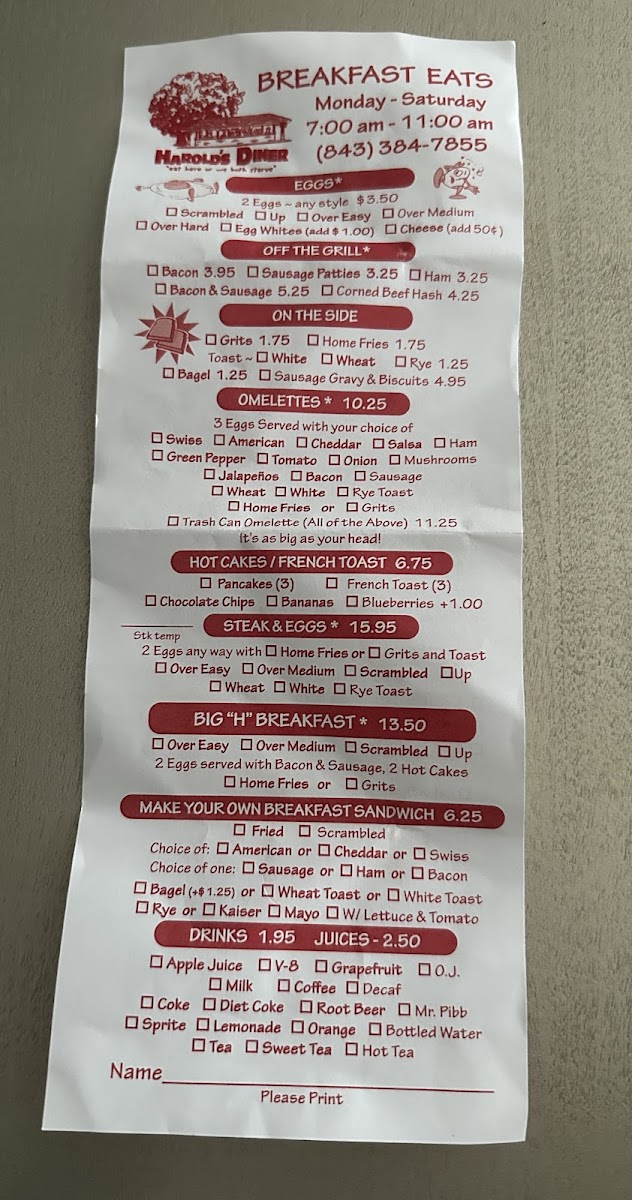 BREAKFAST EATS
Monday - Saturday
7:00 am - 11:00 am
(843) 384-7855
HAROLD'S DINER
"eat here or we both starve"
EGGS*
2 Eggs ~ any style $3.50
☐ Scrambled ☐ Up ☐ Over Easy ☐ Over Medium
☐ Over Hard ☐ Egg Whites (add $1.00) ☐ Cheese (add 50¢)
OFF THE GRILL*
☐ Bacon 3.95 ☐ Sausage Patties 3.25 ☐ Ham 3.25
☐ Bacon & Sausage 5.25 ☐ Corned Beef Hash 4.25
ON THE SIDE
☐ Grits 1.75 ☐ Home Fries 1.75
Toast ~ ☐ White ☐ Wheat ☐ Rye 1.25
☐ Bagel 1.25 ☐ Sausage Gravy & Biscuits 4.95
OMELETTES * 10.25
3 Eggs Served with your choice of
☐ Swiss ☐ American ☐ Cheddar ☐ Salsa ☐ Ham
☐ Green Pepper ☐ Tomato ☐ Onion ☐ Mushrooms
☐ Jalapeños ☐ Bacon ☐ Sausage
☐ Wheat ☐ White ☐ Rye Toast
☐ Home Fries or ☐ Grits
☐ Trash Can Omelette (All of the Above) 11.25
It's as big as your head!
HOT CAKES / FRENCH TOAST 6.75
☐ Pancakes (3) ☐ French Toast (3)
☐ Chocolate Chips ☐ Bananas ☐ Blueberries +1.00
STEAK & EGGS * 15.95
Stk temp
2 Eggs any way with ☐ Home Fries or ☐ Grits and Toast
☐ Over Easy ☐ Over Medium ☐ Scrambled ☐ Up
☐ Wheat ☐ White ☐ Rye Toast
BIG "H" BREAKFAST * 13.50
☐ Over Easy ☐ Over Medium ☐ Scrambled ☐ Up
2 Eggs served with Bacon & Sausage, 2 Hot Cakes
☐ Home Fries or ☐ Grits
MAKE YOUR OWN BREAKFAST SANDWICH 6.25
☐ Fried ☐ Scrambled
Choice of: ☐ American or ☐ Cheddar or ☐ Swiss
Choice of one: ☐ Sausage or ☐ Ham or ☐ Bacon
☐ Bagel (+$1.25) or ☐ Wheat Toast or ☐ White Toast
☐ Rye or ☐ Kaiser ☐ Mayo ☐ W/ Lettuce & Tomato
DRINKS 1.95 JUICES - 2.50
☐ Apple Juice ☐ V-8 ☐ Grapefruit ☐ O.J.
☐ Milk ☐ Coffee ☐ Decaf
☐ Coke ☐ Diet Coke ☐ Root Beer ☐ Mr. Pibb
☐ Sprite ☐ Lemonade ☐ Orange ☐ Bottled Water
☐ Tea ☐ Sweet Tea ☐ Hot Tea
Name
Please Print